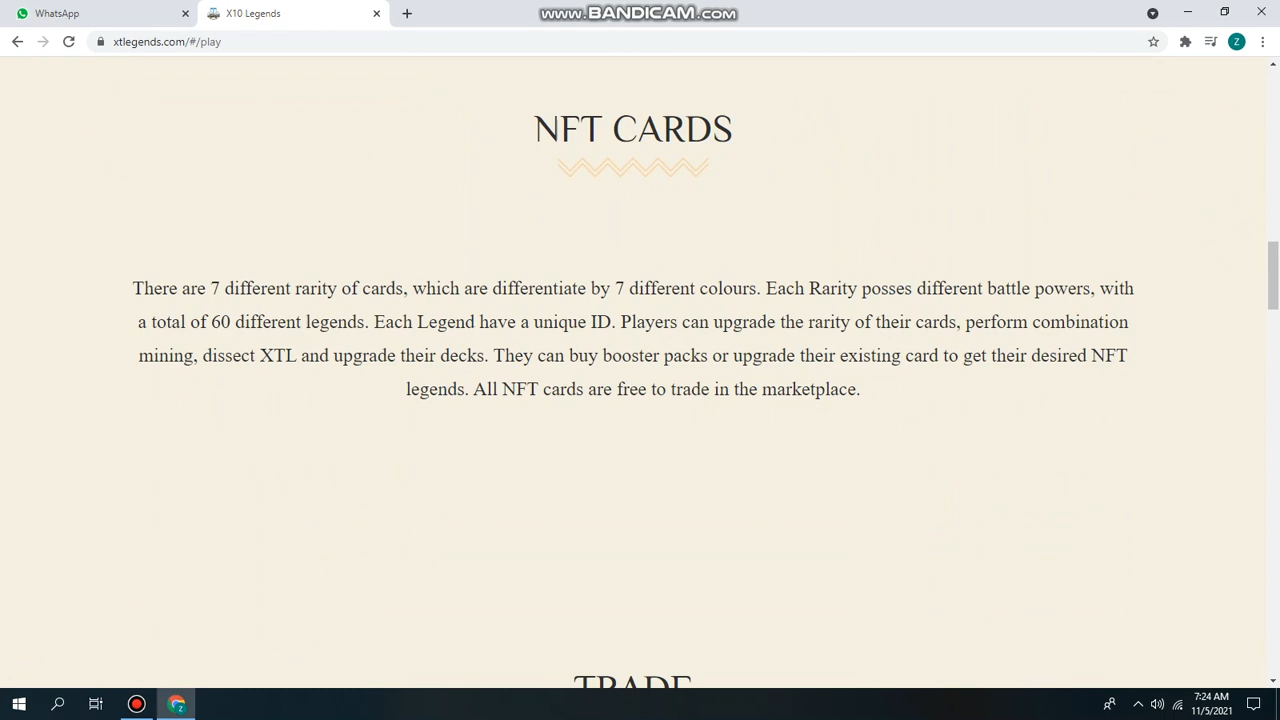 WhatsApp
X10 Legends
www.BANDICAM.com
xtlegends.com/#/play
Z
NFT CARDS
There are 7 different rarity of cards, which are differentiate by 7 different colours. Each Rarity posses different battle powers, with
a total of 60 different legends. Each Legend have a unique ID. Players can upgrade the rarity of their cards, perform combination
mining, dissect XTL and upgrade their decks. They can buy booster packs or upgrade their existing card to get their desired NFT
legends. All NFT cards are free to trade in the marketplace.
TRADE
7:24 AM
11/5/2021